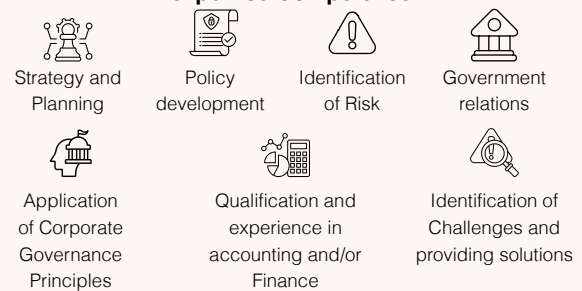 Strategy and
Planning
Policy
development
Identification
of Risk
Government
relations
Application
of Corporate
Governance
Principles
Qualification and
experience in
accounting and/or
Finance
Identification of
Challenges and
providing solutions